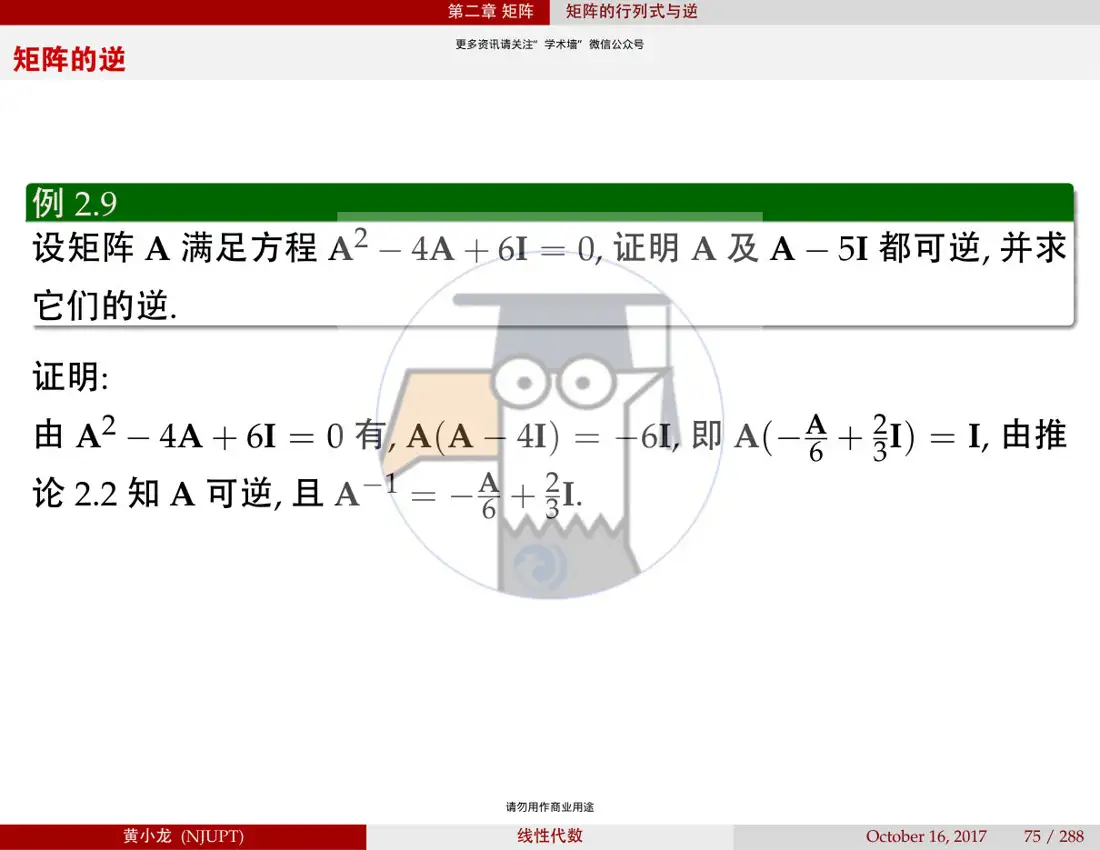 第二章 矩阵 矩阵的行列式与逆
更多资讯请关注“学术墙”微信公众号
矩阵的逆
例 2.9
设矩阵 A 满足方程 A² − 4A + 6I = 0, 证明 A 及 A − 5I 都可逆, 并求
它们的逆.
证明:
由 A² − 4A + 6I = 0 有, A(A − 4I) = −6I, 即 A(−A/6 + 2/3I) = I, 由推
论 2.2 知 A 可逆, 且 A⁻¹ = −A/6 + 2/3I.
请勿用作商业用途
黄小龙 (NJUPT) 线性代数 October 16, 2017 75 / 288